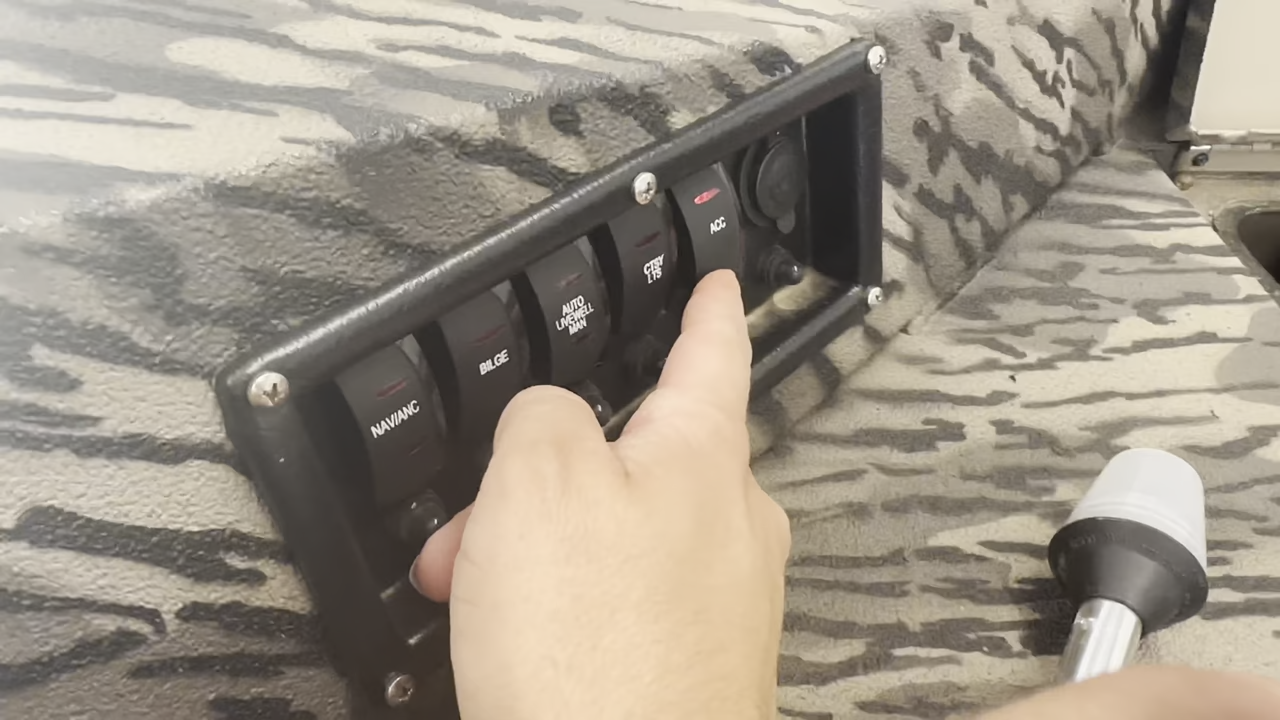 NAV/ANC
BILGE
AUTO
LIVEWELL
MAN
CTSY
LTS
ACC